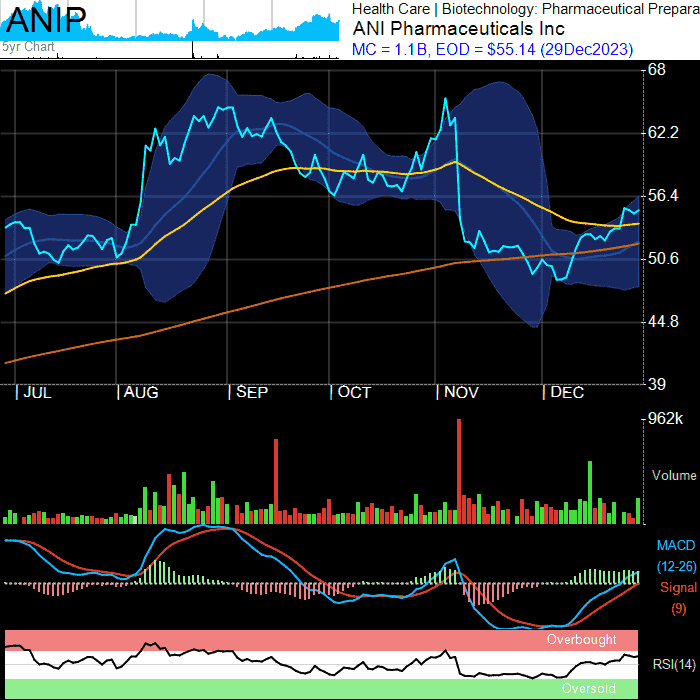 ANIP
5yr Chart
Health Care | Biotechnology: Pharmaceutical Prepara
ANI Pharmaceuticals Inc
MC = 1.1B, EOD = $55.14 (29Dec2023)
68
62.2
56.4
50.6
44.8
39
| JUL | AUG | SEP | OCT | NOV | DEC
962k
Volume
MACD
(12-26)
Signal
(9)
Overbought
RSI(14)
Oversold